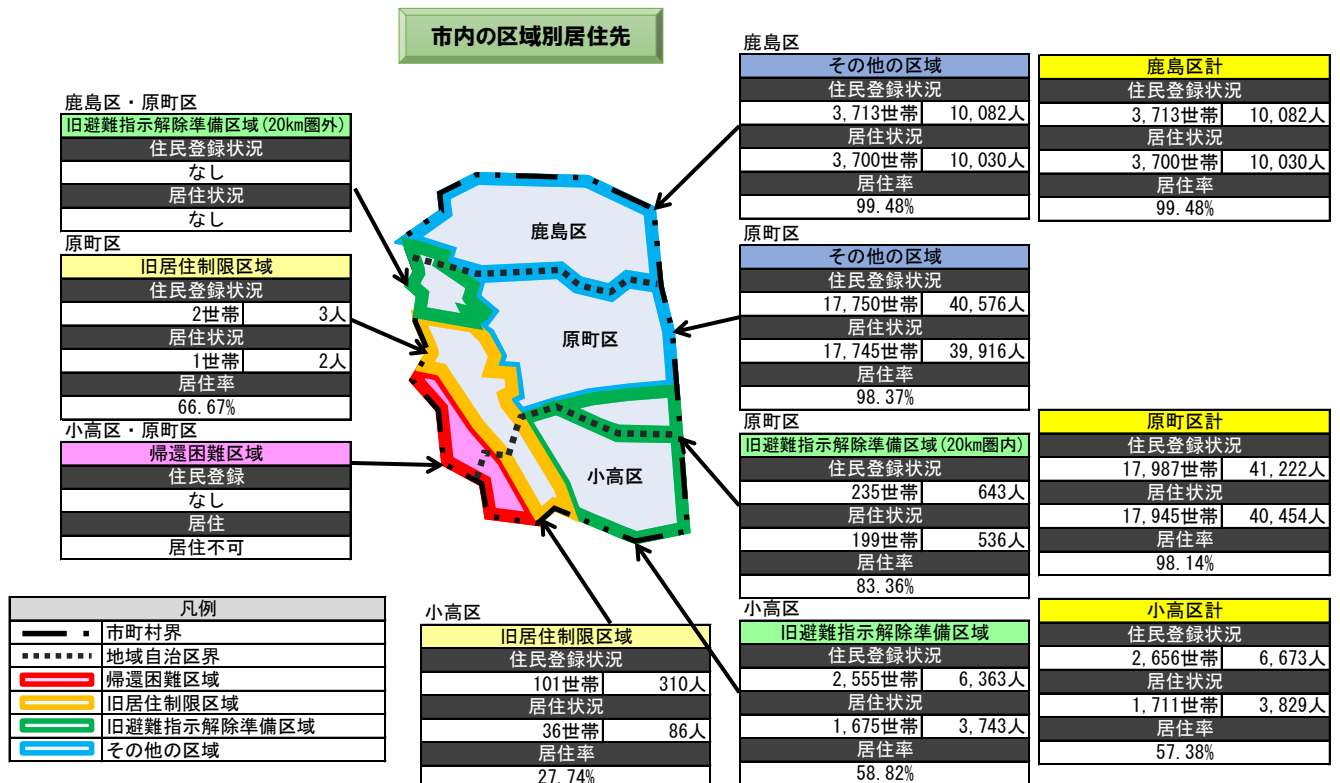 市内の区域別居住先
鹿島区・原町区
旧避難指示解除準備区域(20km圏外)
住民登録状況
なし
居住状況
なし
原町区
旧居住制限区域
住民登録状況
2世帯 3人
居住状況
1世帯 2人
居住率
66.67%
小高区・原町区
帰還困難区域
住民登録
なし
居住
居住不可
鹿島区
原町区
小高区
鹿島区
その他の区域
住民登録状況
3,713世帯 10,082人
居住状況
3,700世帯 10,030人
居住率
99.48%
鹿島区計
住民登録状況
3,713世帯 10,082人
居住状況
3,700世帯 10,030人
居住率
99.48%
原町区
その他の区域
住民登録状況
17,750世帯 40,576人
居住状況
17,745世帯 39,916人
居住率
98.37%
原町区
旧避難指示解除準備区域(20km圏内)
住民登録状況
235世帯 643人
居住状況
199世帯 536人
居住率
83.36%
原町区計
住民登録状況
17,987世帯 41,222人
居住状況
17,945世帯 40,454人
居住率
98.14%
凡例
市町村界
地域自治区界
帰還困難区域
旧居住制限区域
旧避難指示解除準備区域
その他の区域
小高区
旧居住制限区域
住民登録状況
101世帯 310人
居住状況
36世帯 86人
居住率
27.74%
小高区
旧避難指示解除準備区域
住民登録状況
2,555世帯 6,363人
居住状況
1,675世帯 3,743人
居住率
58.82%
小高区計
住民登録状況
2,656世帯 6,673人
居住状況
1,711世帯 3,829人
居住率
57.38%